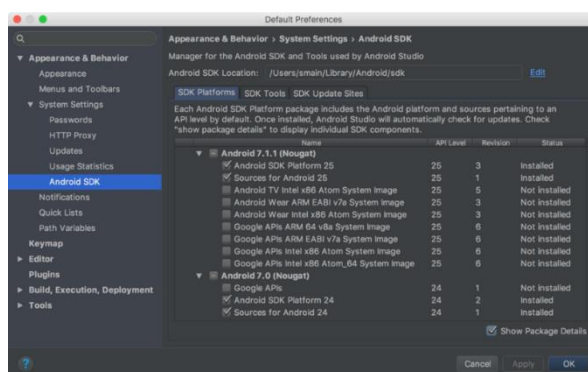 Default Preferences
Appearance & Behavior
Appearance
Menus and Toolbars
System Settings
Passwords
HTTP Proxy
Updates
Usage Statistics
Android SDK
Notifications
Quick Lists
Path Variables
Keymap
Editor
Plugins
Build, Execution, Deployment
Tools
Appearance & Behavior › System Settings › Android SDK
Manager for the Android SDK and Tools used by Android Studio
Android SDK Location: /Users/smain/Library/Android/sdk Edit
SDK Platforms SDK Tools SDK Update Sites
Each Android SDK Platform package includes the Android platform and sources pertaining to an
API level by default. Once installed, Android Studio will automatically check for updates. Check
"show package details" to display individual SDK components.
Name API Level Revision Status
Android 7.1.1 (Nougat)
Android SDK Platform 25 25 3 Installed
Sources for Android 25 25 1 Installed
Android TV Intel x86 Atom System Image 25 5 Not installed
Android Wear ARM EABI v7a System Image 25 3 Not installed
Android Wear Intel x86 Atom System Image 25 3 Not installed
Google APIs ARM 64 v8a System Image 25 6 Not installed
Google APIs ARM EABI v7a System Image 25 6 Not installed
Google APIs Intel x86 Atom System Image 25 6 Not installed
Google APIs Intel x86 Atom_64 System Image 25 6 Not installed
Android 7.0 (Nougat)
Google APIs 24 1 Not installed
Android SDK Platform 24 24 2 Installed
Sources for Android 24 24 1 Installed
Show Package Details
? Cancel Apply OK